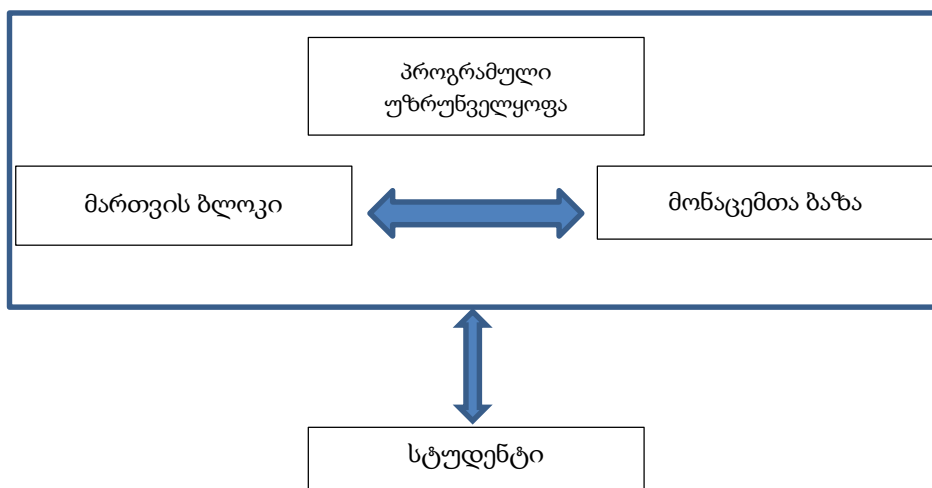 პროგრამული
უზრუნველყოფა
მართვის ბლოკი
მონაცემთა ბაზა
სტუდენტი